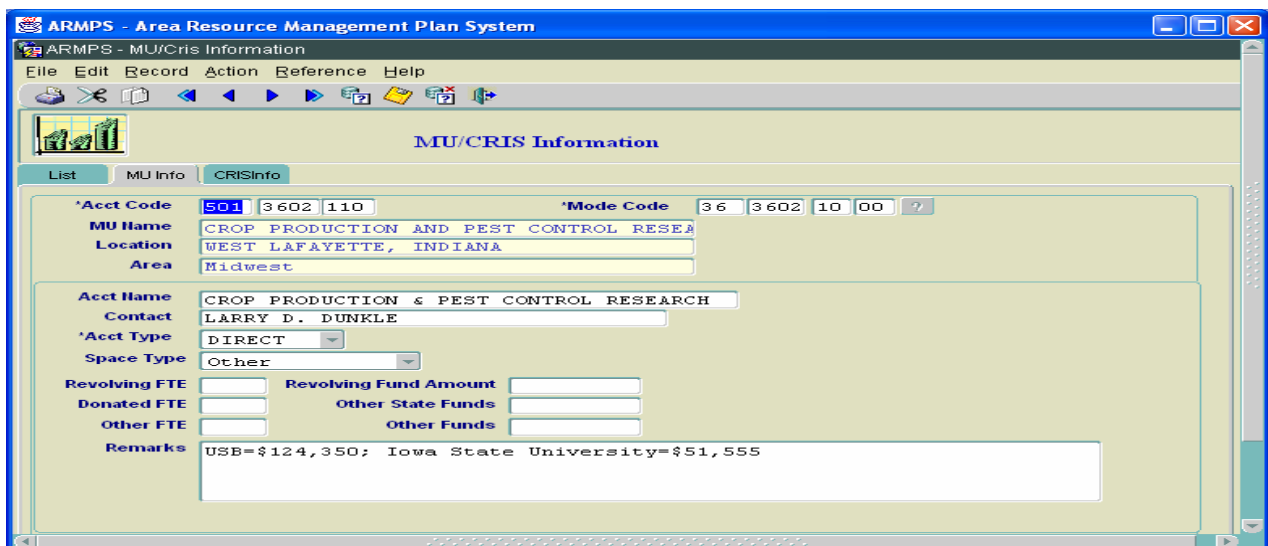 ARMPS - Area Resource Management Plan System
ARMPS - MU/Cris Information
File Edit Record Action Reference Help
MU/CRIS Information
List MU Info CRISInfo
*Acct Code 501 3602 110 *Mode Code 36 3602 10 00 ?
MU Name CROP PRODUCTION AND PEST CONTROL RESEA
Location WEST LAFAYETTE, INDIANA
Area Midwest
Acct Name CROP PRODUCTION & PEST CONTROL RESEARCH
Contact LARRY D. DUNKLE
*Acct Type DIRECT
Space Type Other
Revolving FTE Revolving Fund Amount
Donated FTE Other State Funds
Other FTE Other Funds
Remarks USB=$124,350; Iowa State University=$51,555